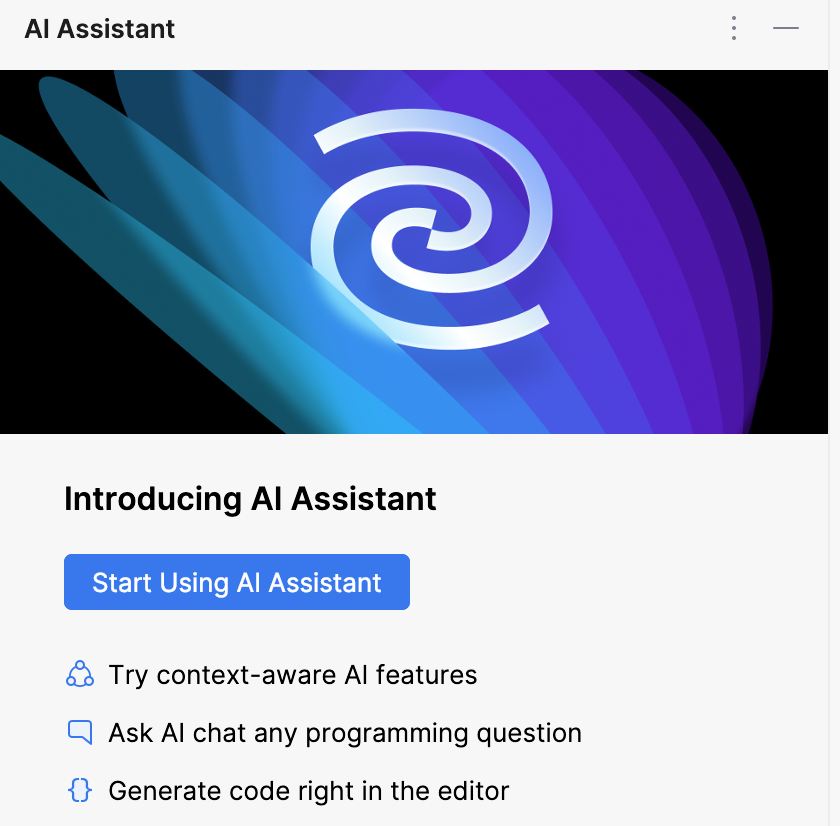 AI Assistant
Introducing AI Assistant
Start Using AI Assistant
Try context-aware AI features
Ask AI chat any programming question
Generate code right in the editor